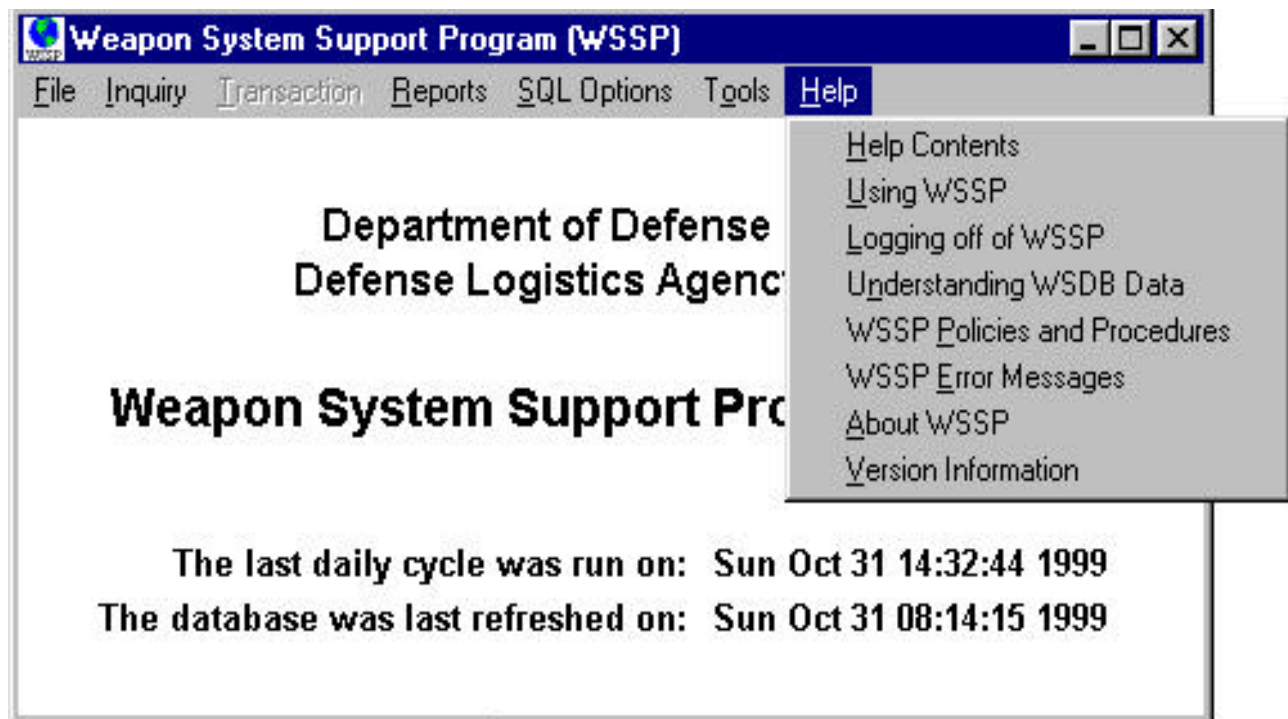 Weapon System Support Program (WSSP)
File Inquiry Transaction Reports SQL Options Tools Help
Help Contents
Using WSSP
Logging off of WSSP
Understanding WSDB Data
WSSP Policies and Procedures
WSSP Error Messages
About WSSP
Version Information
Department of Defense
Defense Logistics Agenc
Weapon System Support Pro
The last daily cycle was run on: Sun Oct 31 14:32:44 1999
The database was last refreshed on: Sun Oct 31 08:14:15 1999